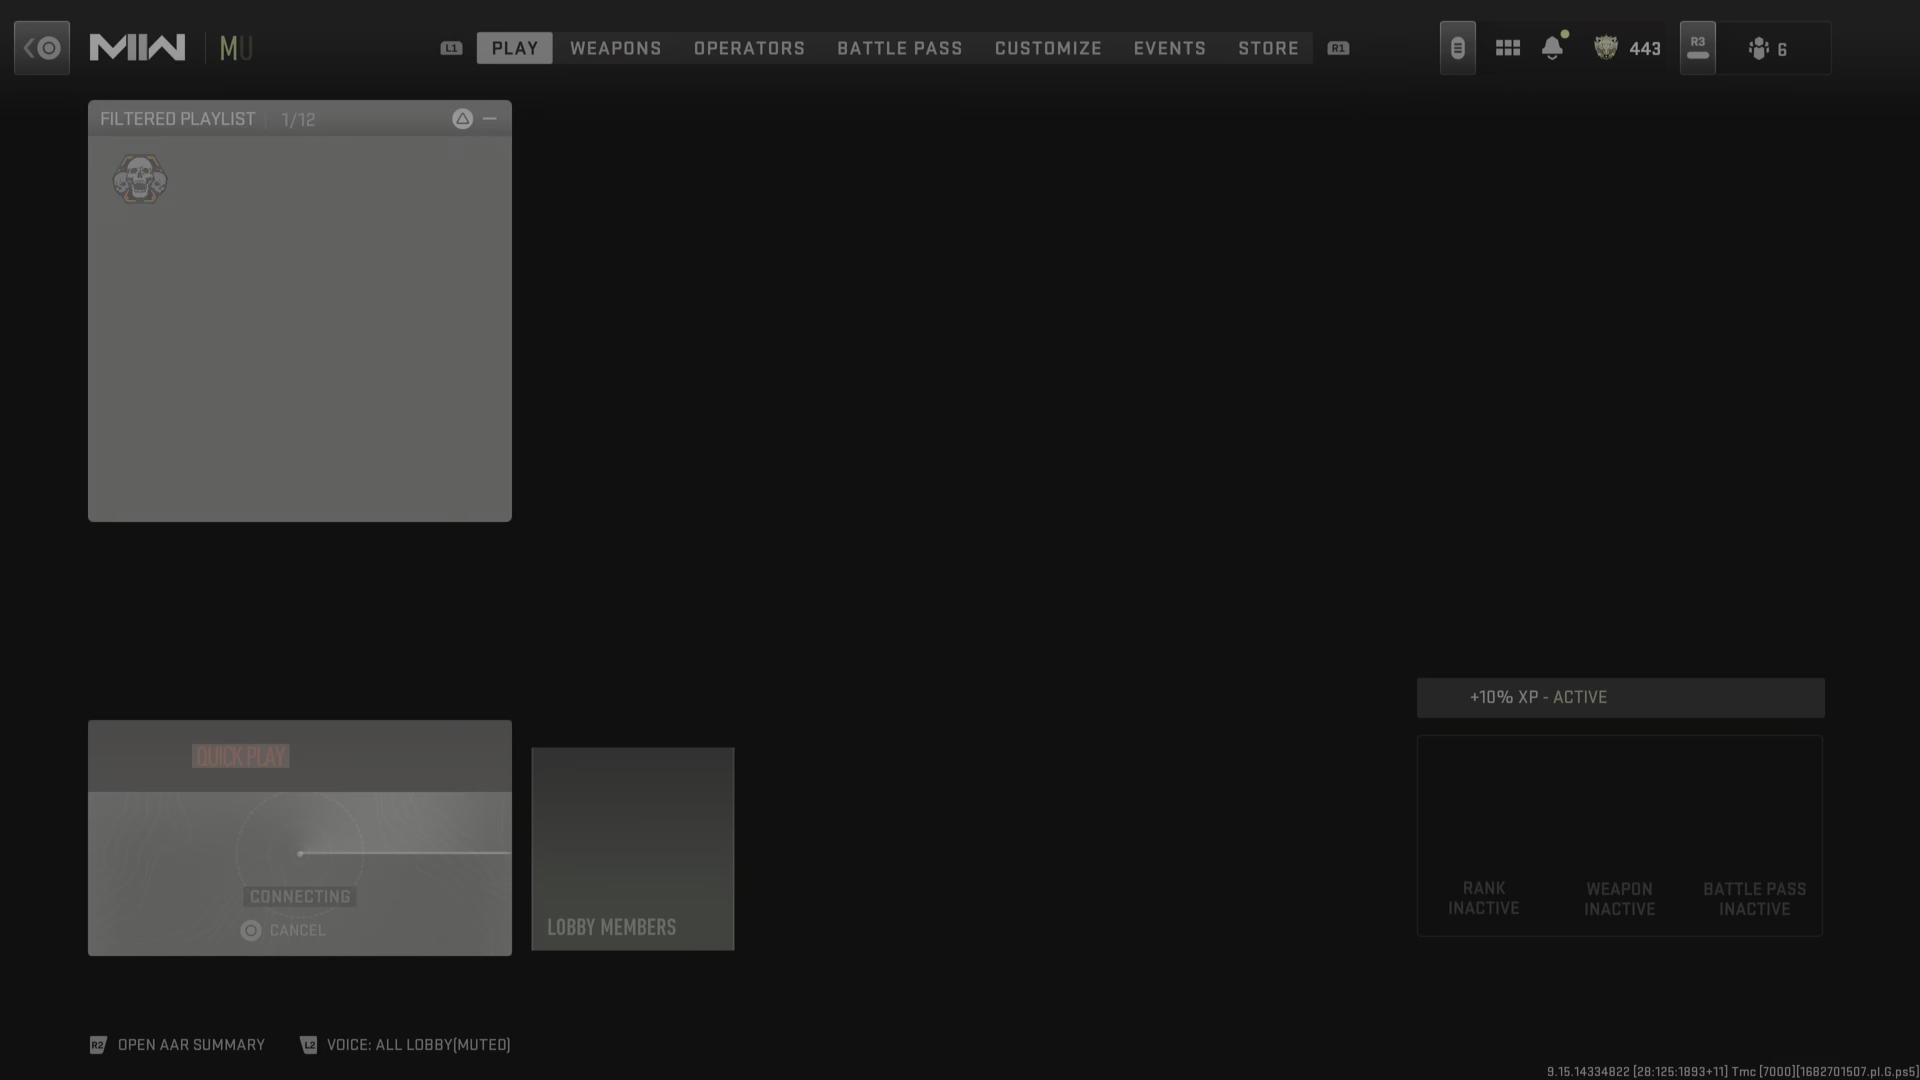 MW MU
L1 PLAY WEAPONS OPERATORS BATTLE PASS CUSTOMIZE EVENTS STORE R1
443
R3
6
FILTERED PLAYLIST 1/12
+10% XP - ACTIVE
QUICK PLAY
CONNECTING
CANCEL
LOBBY MEMBERS
RANK INACTIVE
WEAPON INACTIVE
BATTLE PASS INACTIVE
R2 OPEN AAR SUMMARY L2 VOICE: ALL LOBBY(MUTED)
9.15.14334822 [28:125:1893+11] Tmc [7000][1682701507.pl.G.ps5]